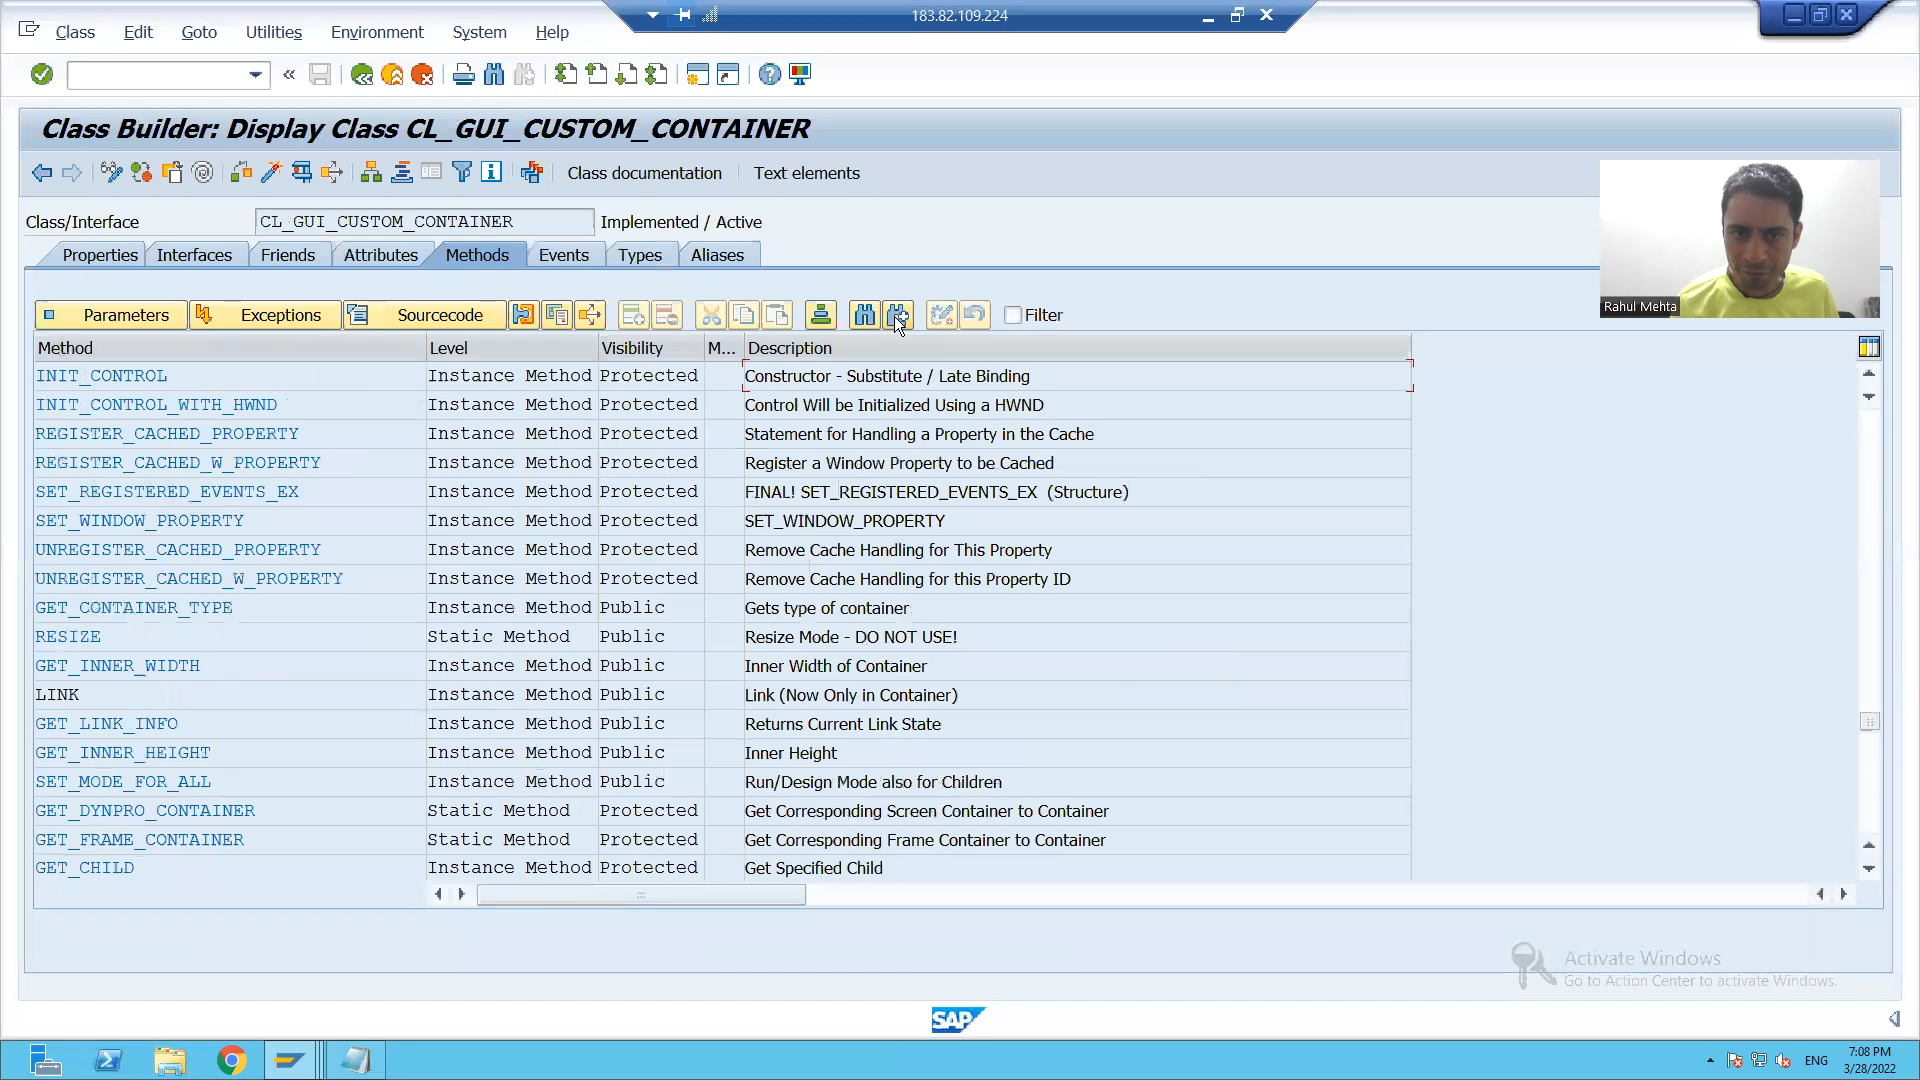 183.82.109.224
Class Edit Goto Utilities Environment System Help
Class Builder: Display Class CL_GUI_CUSTOM_CONTAINER
Class documentation Text elements
Class/Interface CL_GUI_CUSTOM_CONTAINER Implemented / Active
Properties Interfaces Friends Attributes Methods Events Types Aliases
Rahul Mehta
Parameters Exceptions Sourcecode Filter
Method Level Visibility M... Description
INIT_CONTROL Instance Method Protected Constructor - Substitute / Late Binding
INIT_CONTROL_WITH_HWND Instance Method Protected Control Will be Initialized Using a HWND
REGISTER_CACHED_PROPERTY Instance Method Protected Statement for Handling a Property in the Cache
REGISTER_CACHED_W_PROPERTY Instance Method Protected Register a Window Property to be Cached
SET_REGISTERED_EVENTS_EX Instance Method Protected FINAL! SET_REGISTERED_EVENTS_EX (Structure)
SET_WINDOW_PROPERTY Instance Method Protected SET_WINDOW_PROPERTY
UNREGISTER_CACHED_PROPERTY Instance Method Protected Remove Cache Handling for This Property
UNREGISTER_CACHED_W_PROPERTY Instance Method Protected Remove Cache Handling for this Property ID
GET_CONTAINER_TYPE Instance Method Public Gets type of container
RESIZE Static Method Public Resize Mode - DO NOT USE!
GET_INNER_WIDTH Instance Method Public Inner Width of Container
LINK Instance Method Public Link (Now Only in Container)
GET_LINK_INFO Instance Method Public Returns Current Link State
GET_INNER_HEIGHT Instance Method Public Inner Height
SET_MODE_FOR_ALL Instance Method Public Run/Design Mode also for Children
GET_DYNPRO_CONTAINER Static Method Protected Get Corresponding Screen Container to Container
GET_FRAME_CONTAINER Static Method Protected Get Corresponding Frame Container to Container
GET_CHILD Instance Method Protected Get Specified Child
Activate Windows
Go to Action Center to activate Windows.
SAP
ENG
7:08 PM
3/28/2022